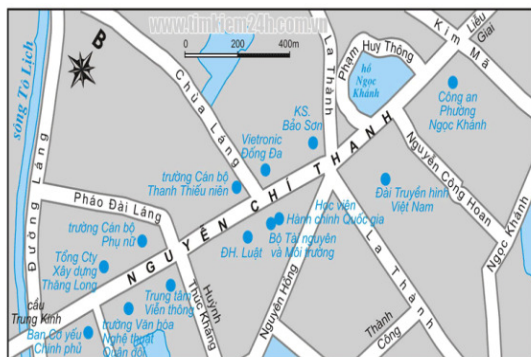 www.timkiem24h.com.vn
0 200 400m
B
sông Tô Lịch
Đường Láng
Chùa Láng
La Thành
Phạm
Huy Thông
hồ
Ngọc
Khánh
Kim Mã
Liễu
Giai
KS.
Bảo Sơn
Vietronic
Đống Đa
Công an
Phường
Ngọc Khánh
trường Cán bộ
Thanh Thiếu niên
Đài Truyền hình
Việt Nam
Nguyễn Công Hoan
Ngọc Khánh
Pháo Đài Láng
NGUYỄN CHÍ THANH
Học viện
Hành chính Quốc gia
trường Cán bộ
Phụ nữ
Bộ Tài nguyên
và Môi trường
ĐH. Luật
La Thành
Tổng Cty
Xây dựng
Thăng Long
Nguyên Hồng
Huỳnh
Thúc Kháng
Trung tâm
Viễn thông
cầu
Trung Kính
Thành
Công
Ban Cơ yếu
Chính phủ
trường Văn hóa
Nghệ thuật
Quân đội